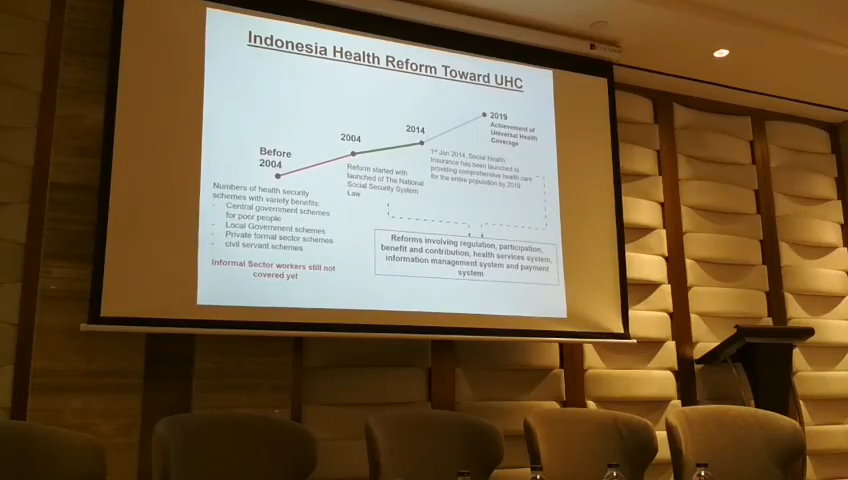 Indonesia Health Reform Toward UHC
Before
2004
2004
2014
2019
Achievement of
Universal Health
Coverage
Numbers of health security
schemes with variety benefits:
- Central government schemes
for poor people
- Local Government schemes
- Private formal sector schemes
- civil servant schemes
Informal Sector workers still not
covered yet
Reform started with
launched of The National
Social Security System
Law
1st Jan 2014, Social Health
Insurance has been launched to
providing comprehensive health care
for the entire population by 2019
Reforms involving regulation, participation,
benefit and contribution, health services system,
information management system and payment
system